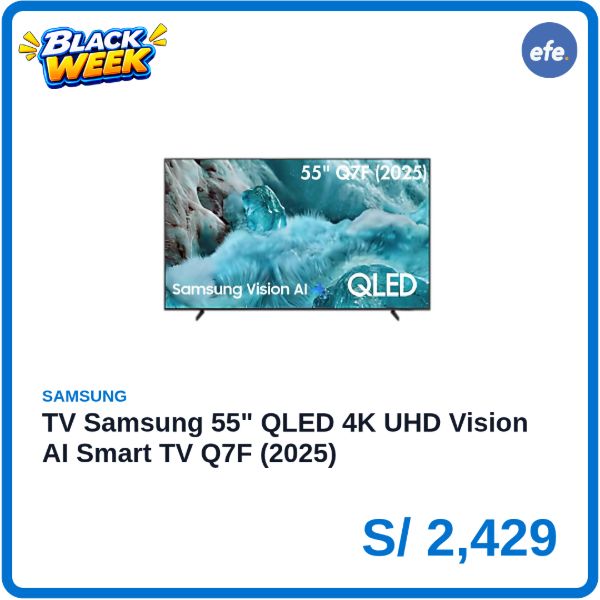 BLACK
WEEK
efe.
55" Q7F (2025)
Samsung Vision AI
QLED
SAMSUNG
TV Samsung 55" QLED 4K UHD Vision
AI Smart TV Q7F (2025)
S/ 2,429